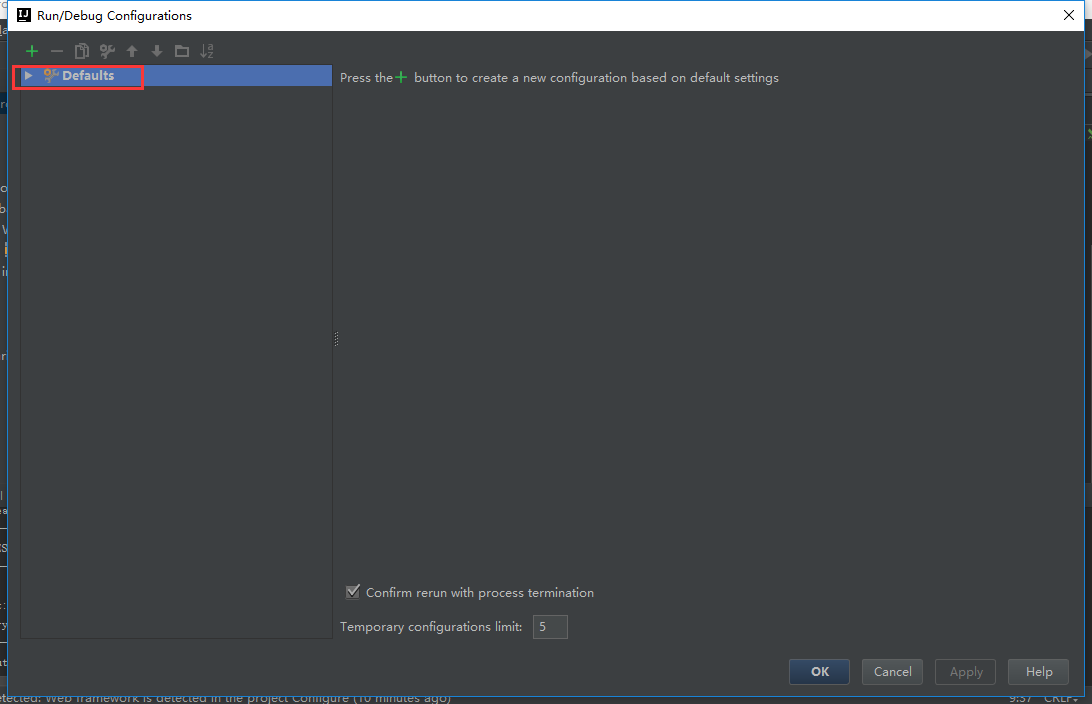 IJ Run/Debug Configurations
Defaults
Press the + button to create a new configuration based on default settings
Confirm rerun with process termination
Temporary configurations limit: 5
OK Cancel Apply Help
etected: Web framework is detected in the project Configure (10 minutes ago)
9:57 CRLF